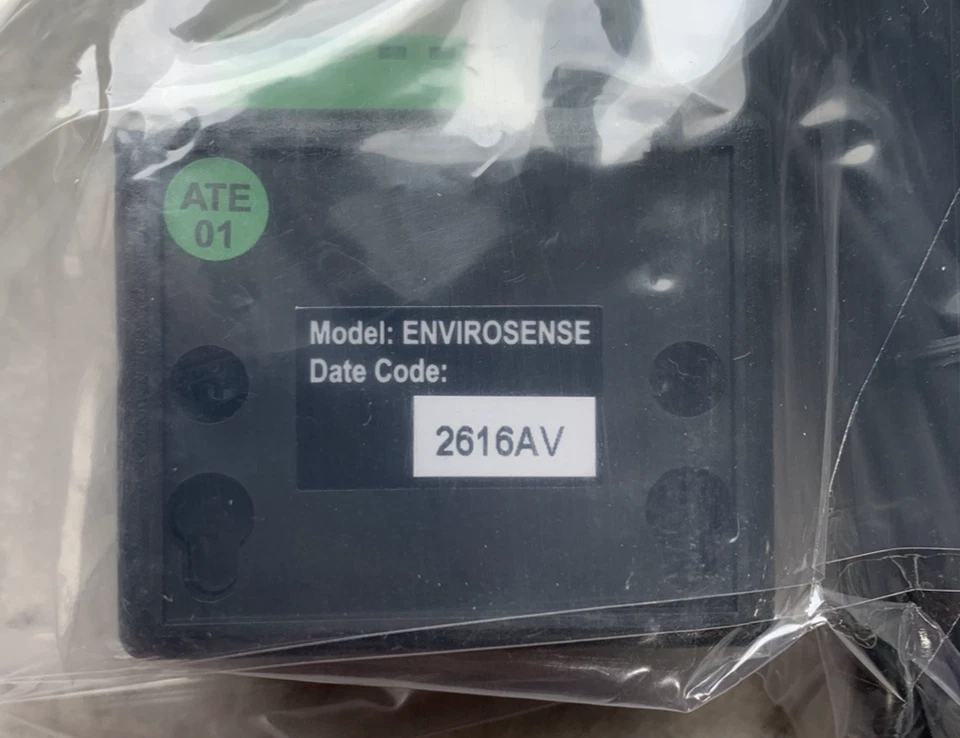 ATE
01
Model: ENVIROSENSE
Date Code:
2616AV